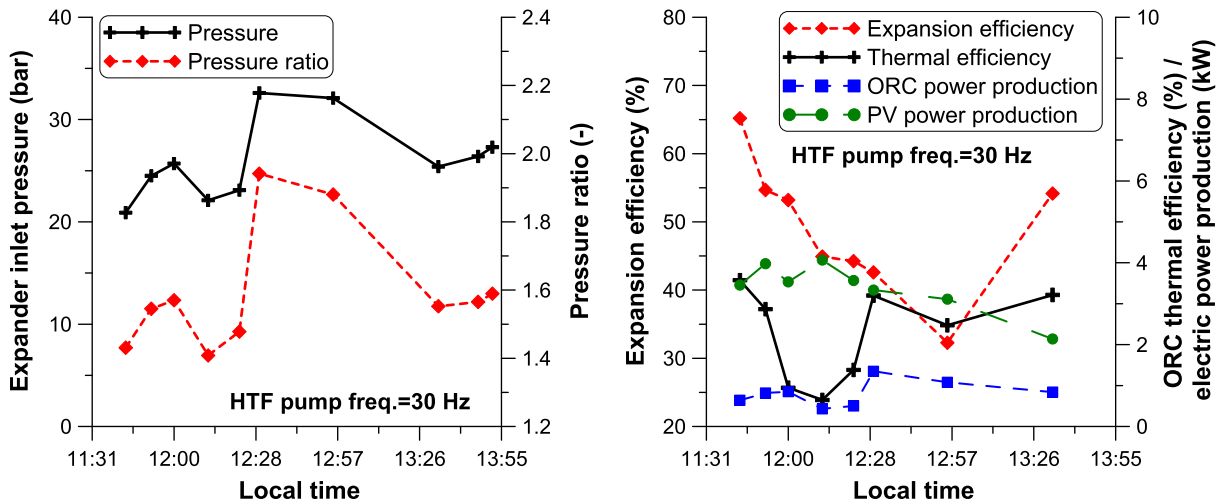 Expander inlet pressure (bar)
40
30
20
10
0
Pressure
Pressure ratio
HTF pump freq.=30 Hz
2.4
2.2
2.0
1.8
1.6
1.4
1.2
Pressure ratio (-)
11:31 12:00 12:28 12:57 13:26 13:55
Local time
Expansion efficiency (%)
80
70
60
50
40
30
20
Expansion efficiency
Thermal efficiency
ORC power production
PV power production
HTF pump freq.=30 Hz
10
8
6
4
2
0
ORC thermal efficiency (%) /
electric power production (kW)
11:31 12:00 12:28 12:57 13:26 13:55
Local time